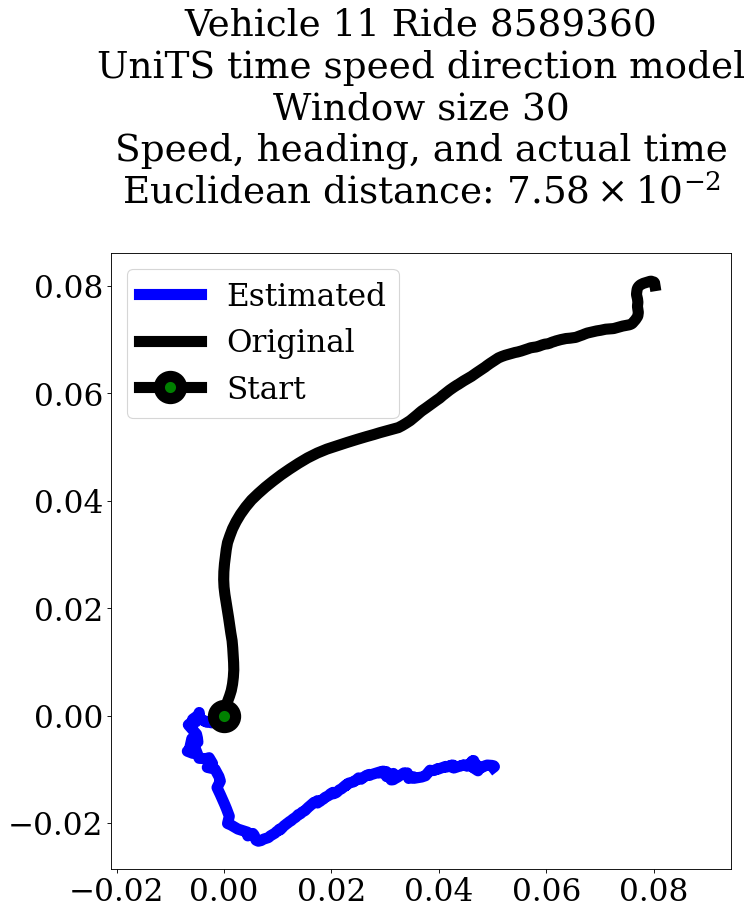 Vehicle 11 Ride 8589360
UniTS time speed direction model
Window size 30
Speed, heading, and actual time
Euclidean distance: 7.58 × 10⁻²
Estimated
Original
Start
0.08
0.06
0.04
0.02
0.00
−0.02
−0.02 0.00 0.02 0.04 0.06 0.08